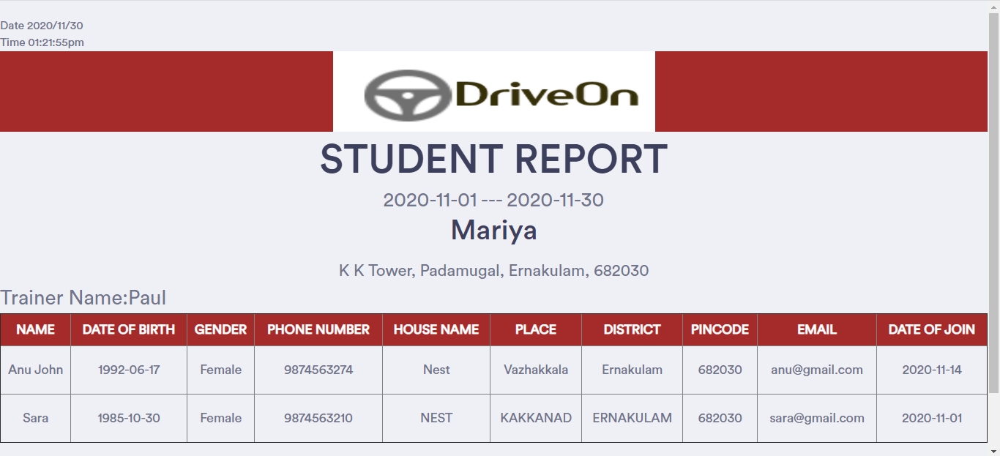 Date 2020/11/30
Time 01:21:55pm
DriveOn
STUDENT REPORT
2020-11-01 --- 2020-11-30
Mariya
K K Tower, Padamugal, Ernakulam, 682030
Trainer Name:Paul
NAME DATE OF BIRTH GENDER PHONE NUMBER HOUSE NAME PLACE DISTRICT PINCODE EMAIL DATE OF JOIN
Anu John 1992-06-17 Female 9874563274 Nest Vazhakkala Ernakulam 682030 anu@gmail.com 2020-11-14
Sara 1985-10-30 Female 9874563210 NEST KAKKANAD ERNAKULAM 682030 sara@gmail.com 2020-11-01